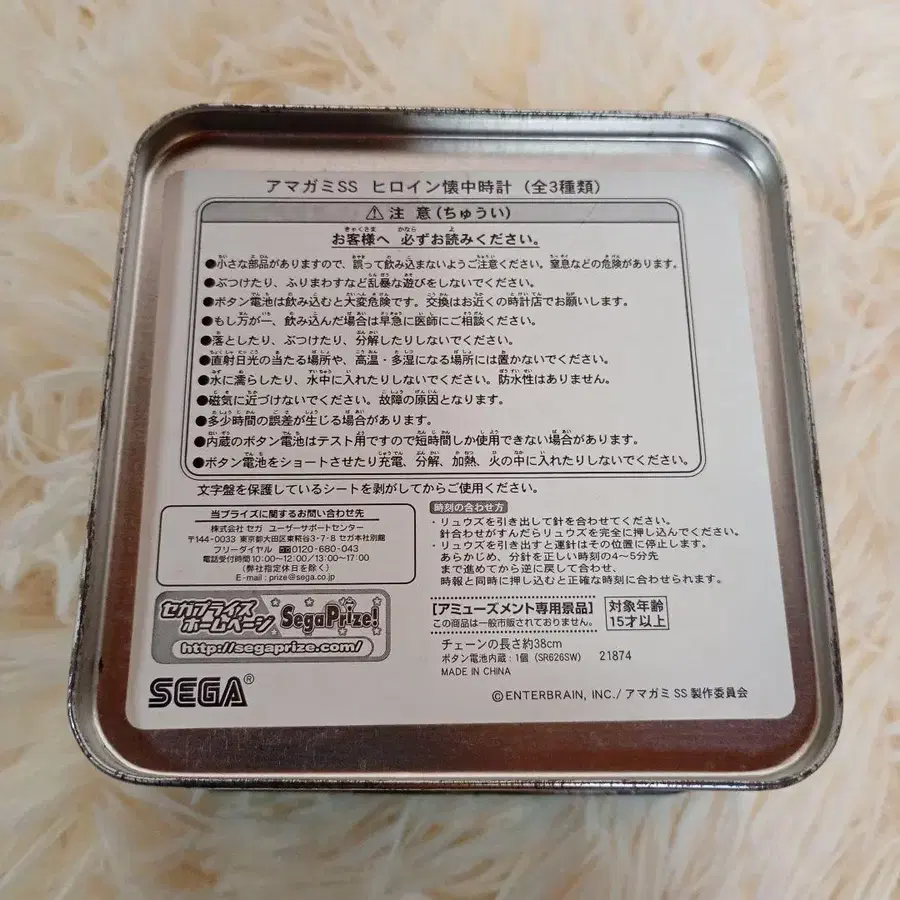 アマガミSS ヒロイン懐中時計（全3種類）
⚠注 意(ちゅうい)
お客様へ 必ずお読みください。
●小さな部品がありますので、誤って飲み込まないようご注意ください。窒息などの危険があります。
●ぶつけたり、ふりまわすなど乱暴な遊びをしないでください。
●ボタン電池は飲み込むと大変危険です。交換はお近くの時計店でお願いします。
●もし万が一、飲み込んだ場合は早急に医師にご相談ください。
●落としたり、ぶつけたり、分解したりしないでください。
●直射日光の当たる場所や、高温・多湿になる場所には置かないでください。
●水に濡らしたり、水中に入れたりしないでください。防水性はありません。
●磁気に近づけないでください。故障の原因となります。
●多少時間の誤差が生じる場合があります。
●内蔵のボタン電池はテスト用ですので短時間しか使用できない場合があります。
●ボタン電池をショートさせたり充電、分解、加熱、火の中に入れたりしないでください。
文字盤を保護しているシートを剥がしてからご使用ください。
当プライズに関するお問い合わせ先
株式会社 セガ ユーザーサポートセンター
〒144-0033 東京都大田区東糀谷3-7-8 セガ本社別館
フリーダイヤル 0120-680-043
電話受付時間 10:00～12:00／13:00～17:00
（弊社指定休日を除く）
E-mail : prize@sega.co.jp
セガプライズ
ホームページ
SegaPrize!
http://segaprize.com/
SEGA®
時刻の合わせ方
・リュウズを引き出して針を合わせてください。
針合わせがすんだらリュウズを完全に押し込んでください。
・リュウズを引き出すと運針はその位置に停止します。
あらかじめ、分針を正しい時刻の4～5分先
まで進めてから逆に戻して合わせ、
時報と同時に押し込むと正確な時刻に合わせられます。
【アミューズメント専用景品】
この商品は一般市販されておりません。
対象年齢
15才以上
チェーンの長さ約38cm
ボタン電池内蔵：1個（SR626SW） 21874
MADE IN CHINA
©ENTERBRAIN, INC./ アマガミSS 製作委員会